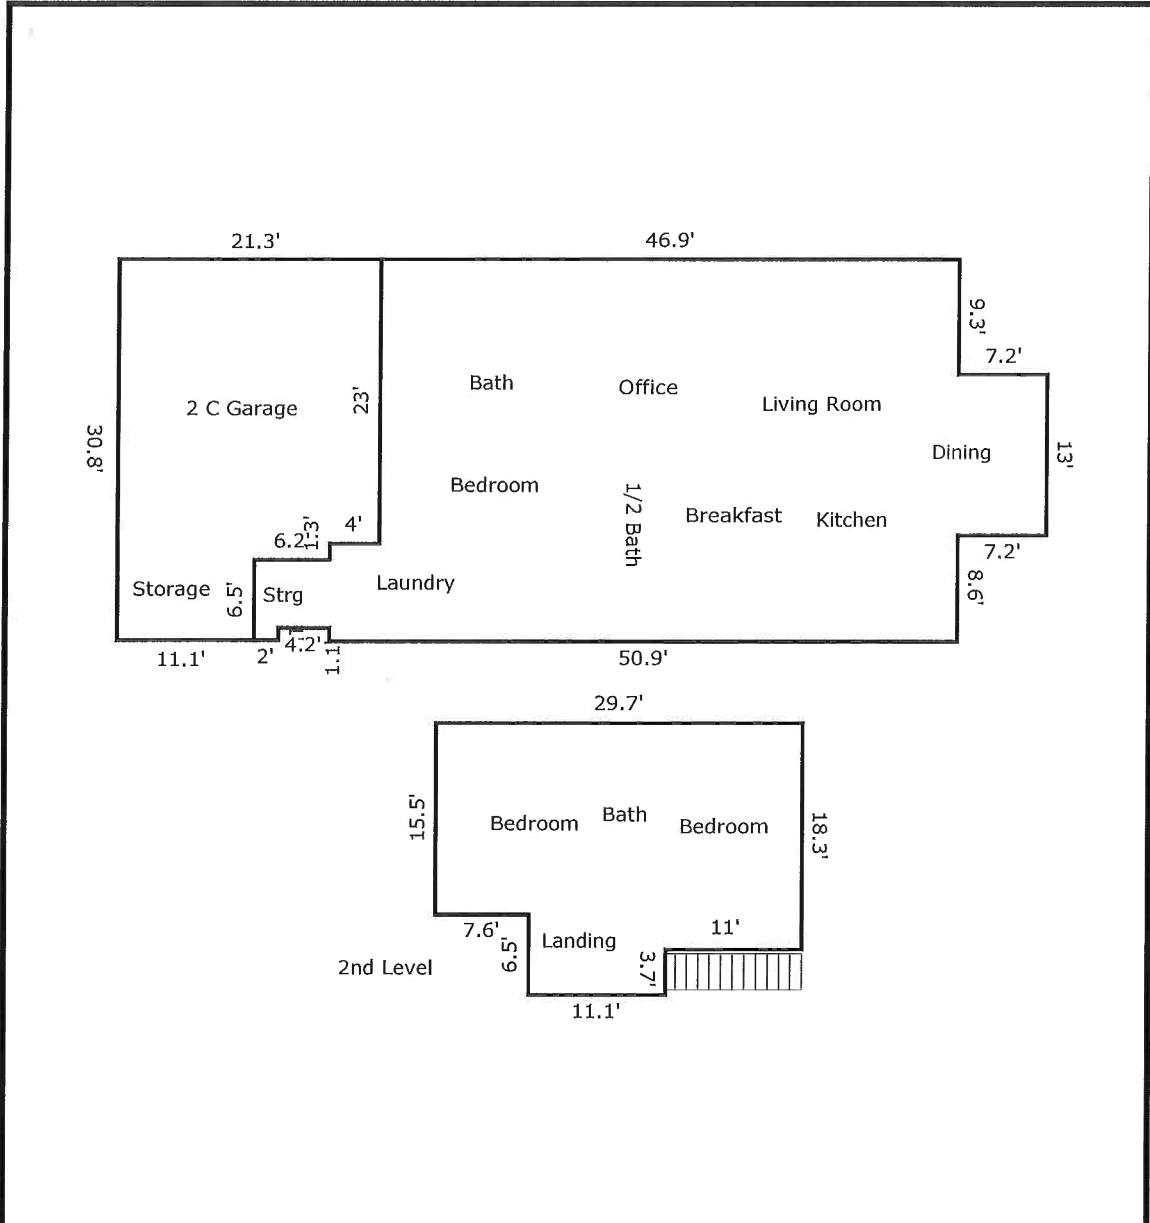 21.3'
46.9'
9.3'
7.2'
Bath
Office
23'
2 C Garage
Living Room
30.8'
Dining
13'
Bedroom
1/2 Bath
Breakfast
Kitchen
4'
1.3'
6.2'
7.2'
Storage
6.5'
Strg
Laundry
8.6'
4.2'
11.1'
2'
1.1'
50.9'
29.7'
15.5'
Bedroom
Bath
Bedroom
18.3'
7.6'
11'
6.5'
Landing
3.7'
2nd Level
11.1'